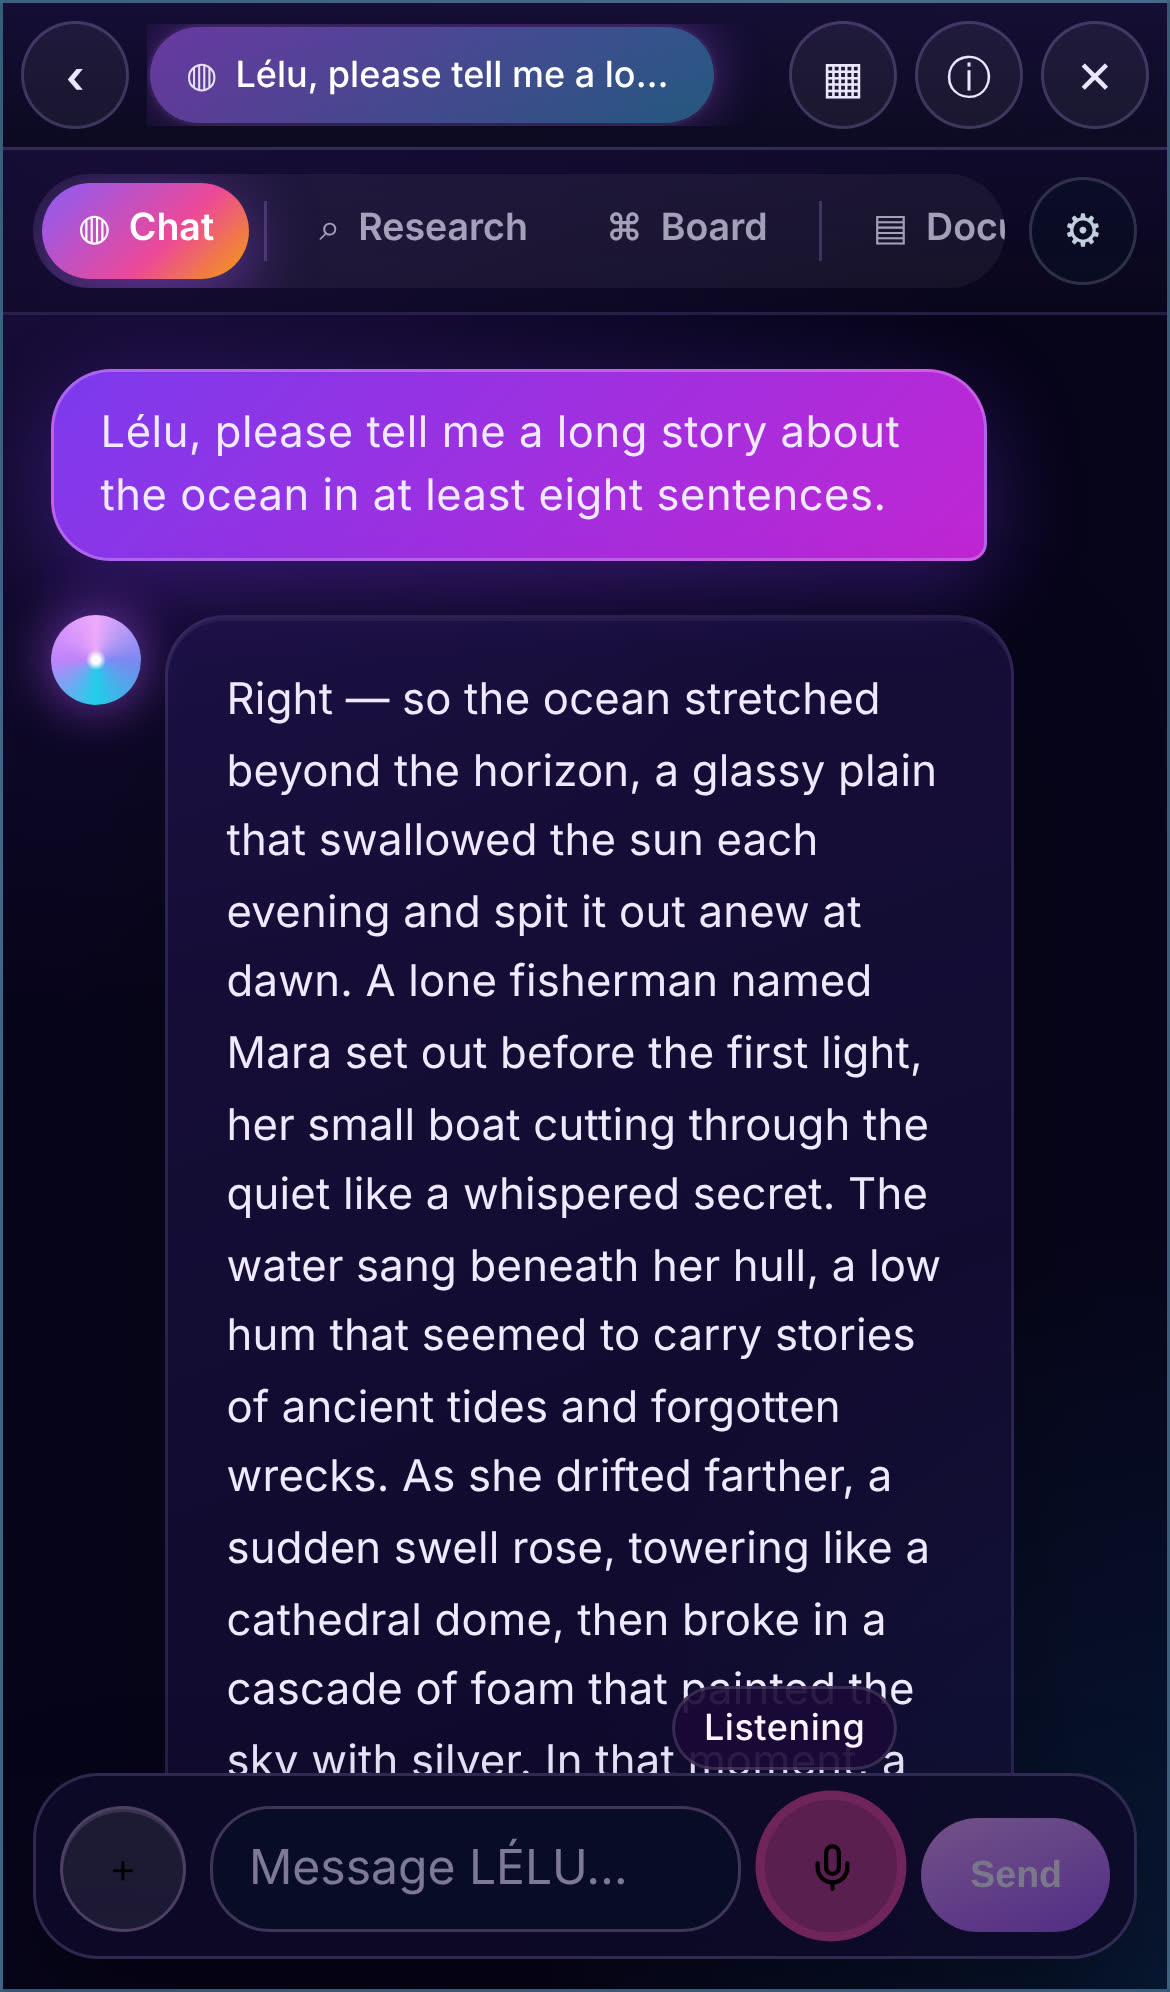 Lélu, please tell me a lo...
Chat
Research
Board
Docu
Lélu, please tell me a long story about
the ocean in at least eight sentences.
Right — so the ocean stretched
beyond the horizon, a glassy plain
that swallowed the sun each
evening and spit it out anew at
dawn. A lone fisherman named
Mara set out before the first light,
her small boat cutting through the
quiet like a whispered secret. The
water sang beneath her hull, a low
hum that seemed to carry stories
of ancient tides and forgotten
wrecks. As she drifted farther, a
sudden swell rose, towering like a
cathedral dome, then broke in a
cascade of foam that painted the
Listening
sky with silver. In that moment, a
Message LÉLU...
Send